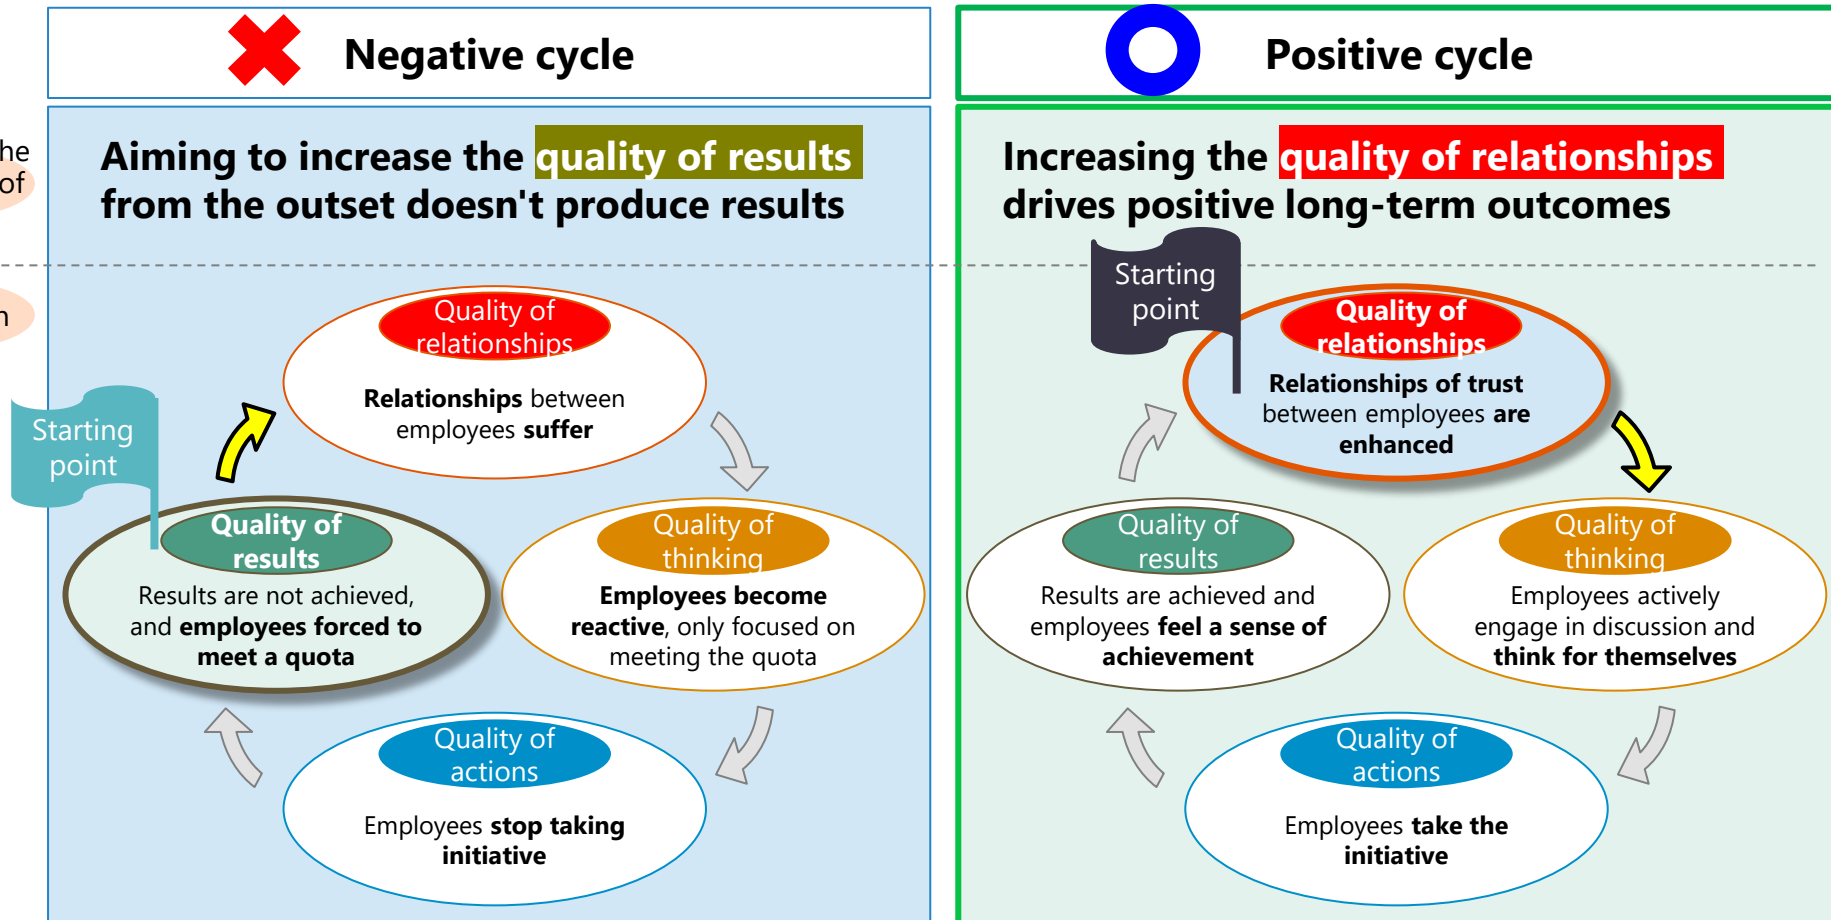 Negative cycle
Aiming to increase the quality of results
from the outset doesn't produce results
of
Starting
point
Quality of
relationships
Relationships between
employees suffer
Quality of
thinking
Employees become
reactive, only focused on
meeting the quota
Quality of
actions
Employees stop taking
initiative
Quality of
results
Results are not achieved,
and employees forced to
meet a quota
Positive cycle
Increasing the quality of relationships
drives positive long-term outcomes
Starting
point
Quality of
relationships
Relationships of trust
between employees are
enhanced
Quality of
thinking
Employees actively
engage in discussion and
think for themselves
Quality of
actions
Employees take the
initiative
Quality of
results
Results are achieved and
employees feel a sense of
achievement